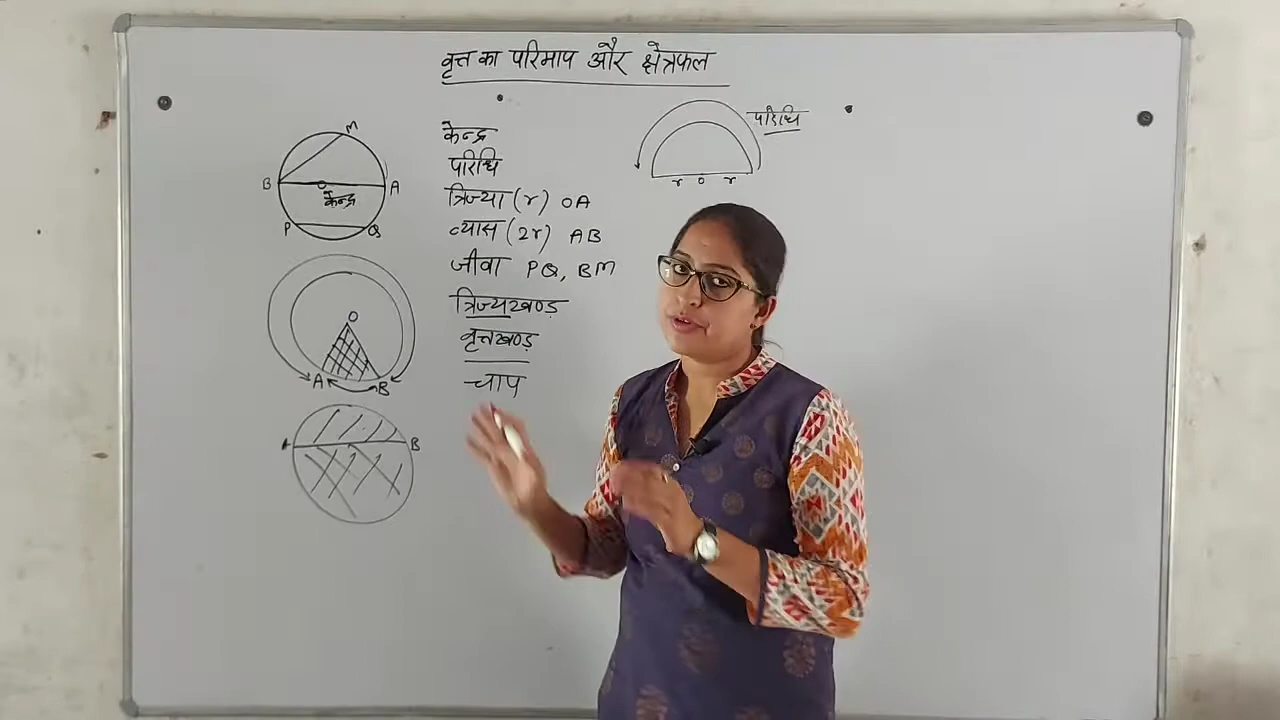 वृत्त का परिमाप और क्षेत्रफल
M
B
O
A
केन्द्र
P
Q
केन्द्र
परिधि
त्रिज्या (r) OA
व्यास (2r) AB
जीवा PQ, BM
त्रिज्यखण्ड
वृत्तखण्ड
चाप
परिधि
r O r
O
A
B
A
B